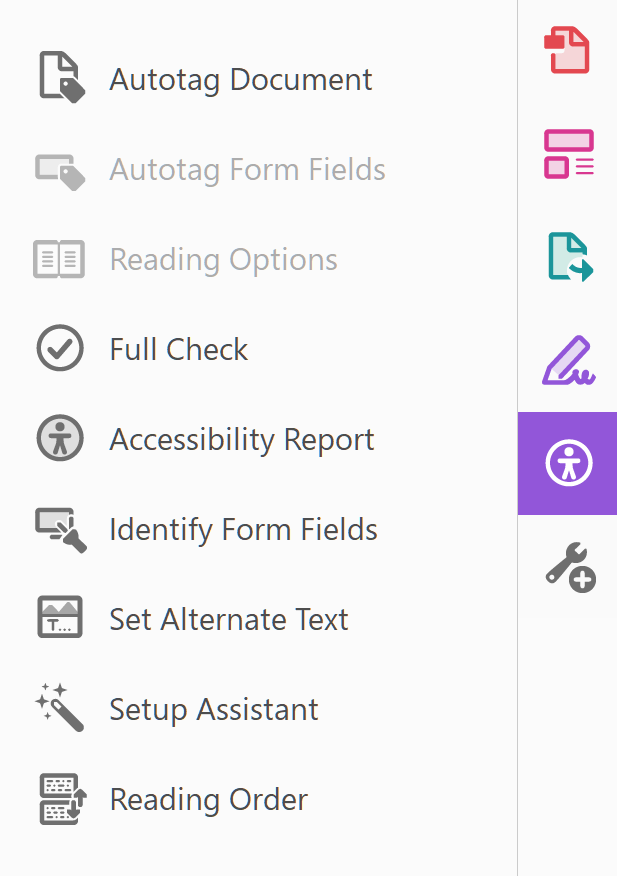 Autotag Document
Autotag Form Fields
Reading Options
Full Check
Accessibility Report
Identify Form Fields
T...
Set Alternate Text
Setup Assistant
Reading Order